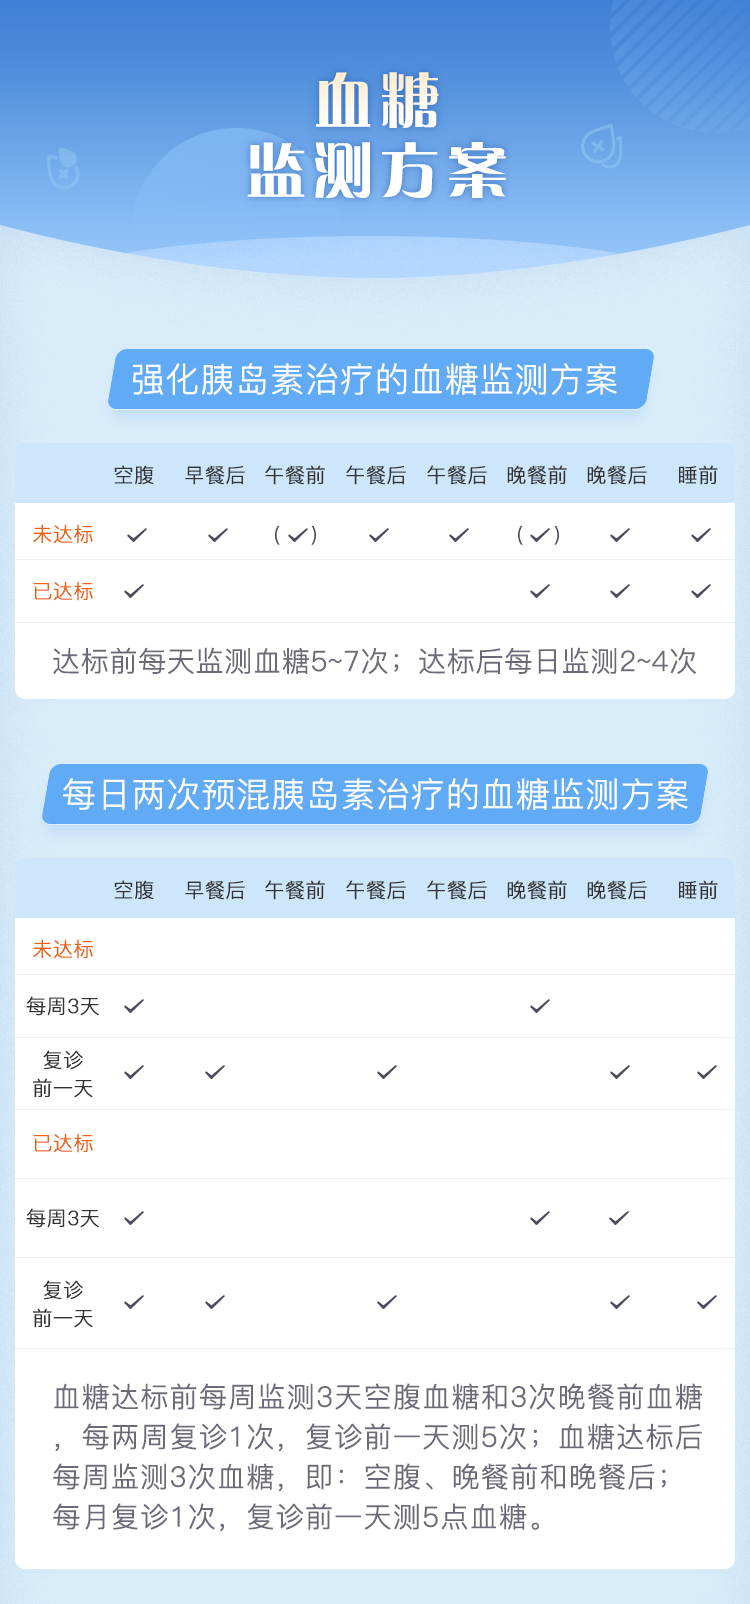 血糖
监测方案
强化胰岛素治疗的血糖监测方案
空腹 早餐后 午餐前 午餐后 午餐后 晚餐前 晚餐后 睡前
未达标 ✓ ✓ (✓) ✓ ✓ (✓) ✓ ✓
已达标 ✓ ✓ ✓ ✓
达标前每天监测血糖5~7次；达标后每日监测2~4次
每日两次预混胰岛素治疗的血糖监测方案
空腹 早餐后 午餐前 午餐后 午餐后 晚餐前 晚餐后 睡前
未达标
每周3天 ✓ ✓
复诊
前一天 ✓ ✓ ✓ ✓ ✓
已达标
每周3天 ✓ ✓ ✓
复诊
前一天 ✓ ✓ ✓ ✓ ✓
血糖达标前每周监测3天空腹血糖和3次晚餐前血糖
，每两周复诊1次，复诊前一天测5次；血糖达标后
每周监测3次血糖，即：空腹、晚餐前和晚餐后；
每月复诊1次，复诊前一天测5点血糖。